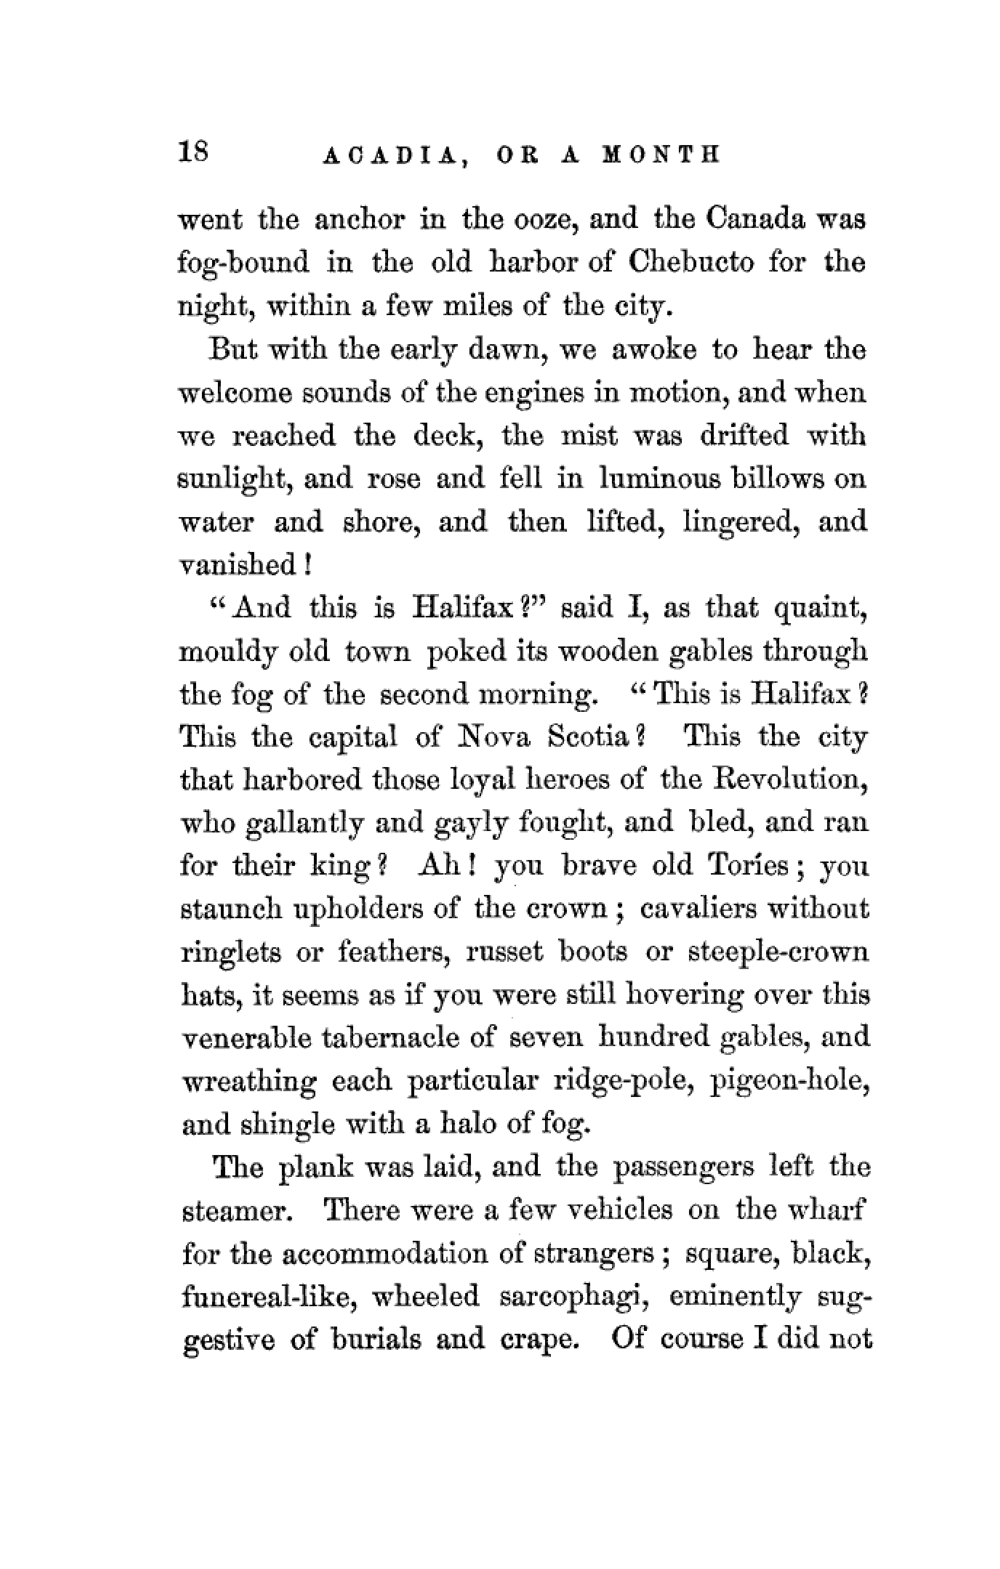 18 ACADIA, OR A MONTH
went the anchor in the ooze, and the Canada was
fog-bound in the old harbor of Chebucto for the
night, within a few miles of the city.
But with the early dawn, we awoke to hear the
welcome sounds of the engines in motion, and when
we reached the deck, the mist was drifted with
sunlight, and rose and fell in luminous billows on
water and shore, and then lifted, lingered, and
vanished!
“And this is Halifax?” said I, as that quaint,
mouldy old town poked its wooden gables through
the fog of the second morning. “This is Halifax?
This the capital of Nova Scotia? This the city
that harbored those loyal heroes of the Revolution,
who gallantly and gayly fought, and bled, and ran
for their king? Ah! you brave old Tories; you
staunch upholders of the crown; cavaliers without
ringlets or feathers, russet boots or steeple-crown
hats, it seems as if you were still hovering over this
venerable tabernacle of seven hundred gables, and
wreathing each particular ridge-pole, pigeon-hole,
and shingle with a halo of fog.
The plank was laid, and the passengers left the
steamer. There were a few vehicles on the wharf
for the accommodation of strangers; square, black,
funereal-like, wheeled sarcophagi, eminently sug-
gestive of burials and crape. Of course I did not